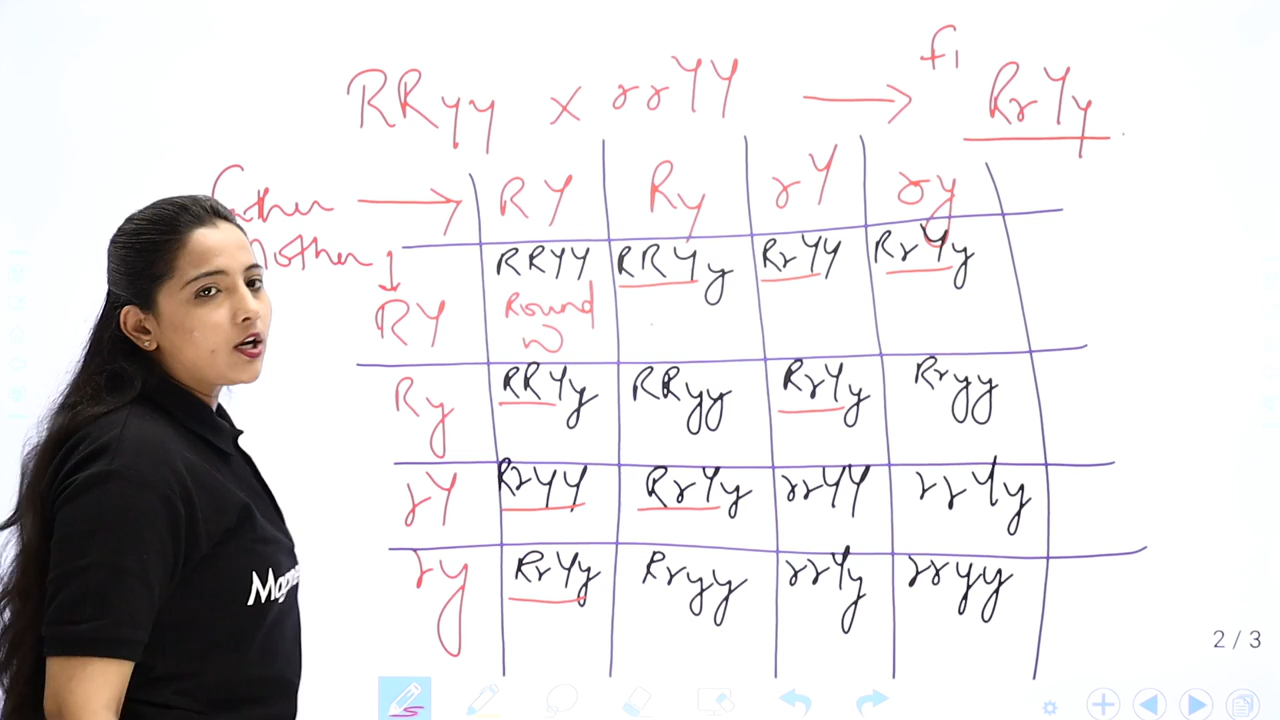 f1
RRyy x rrYY → RrYy
Father → RY Ry rY ry
Mother ↓
RRYY RRYy RrYY RrYy
RY Round
W
Ry RRYy RRyy RrYy Rryy
rY RrYY RrYy rrYY rrYy
ry RrYy Rryy rrYy rryy
2 / 3